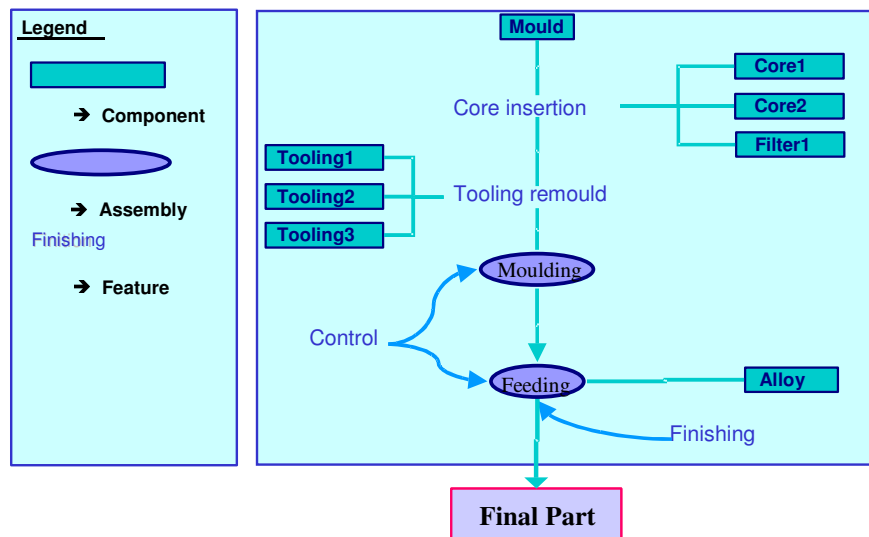 Legend
➔ Component
➔ Assembly
Finishing
➔ Feature
Mould
Core1
Core insertion
Core2
Filter1
Tooling1
Tooling2
Tooling remould
Tooling3
Moulding
Control
Feeding
Alloy
Finishing
Final Part